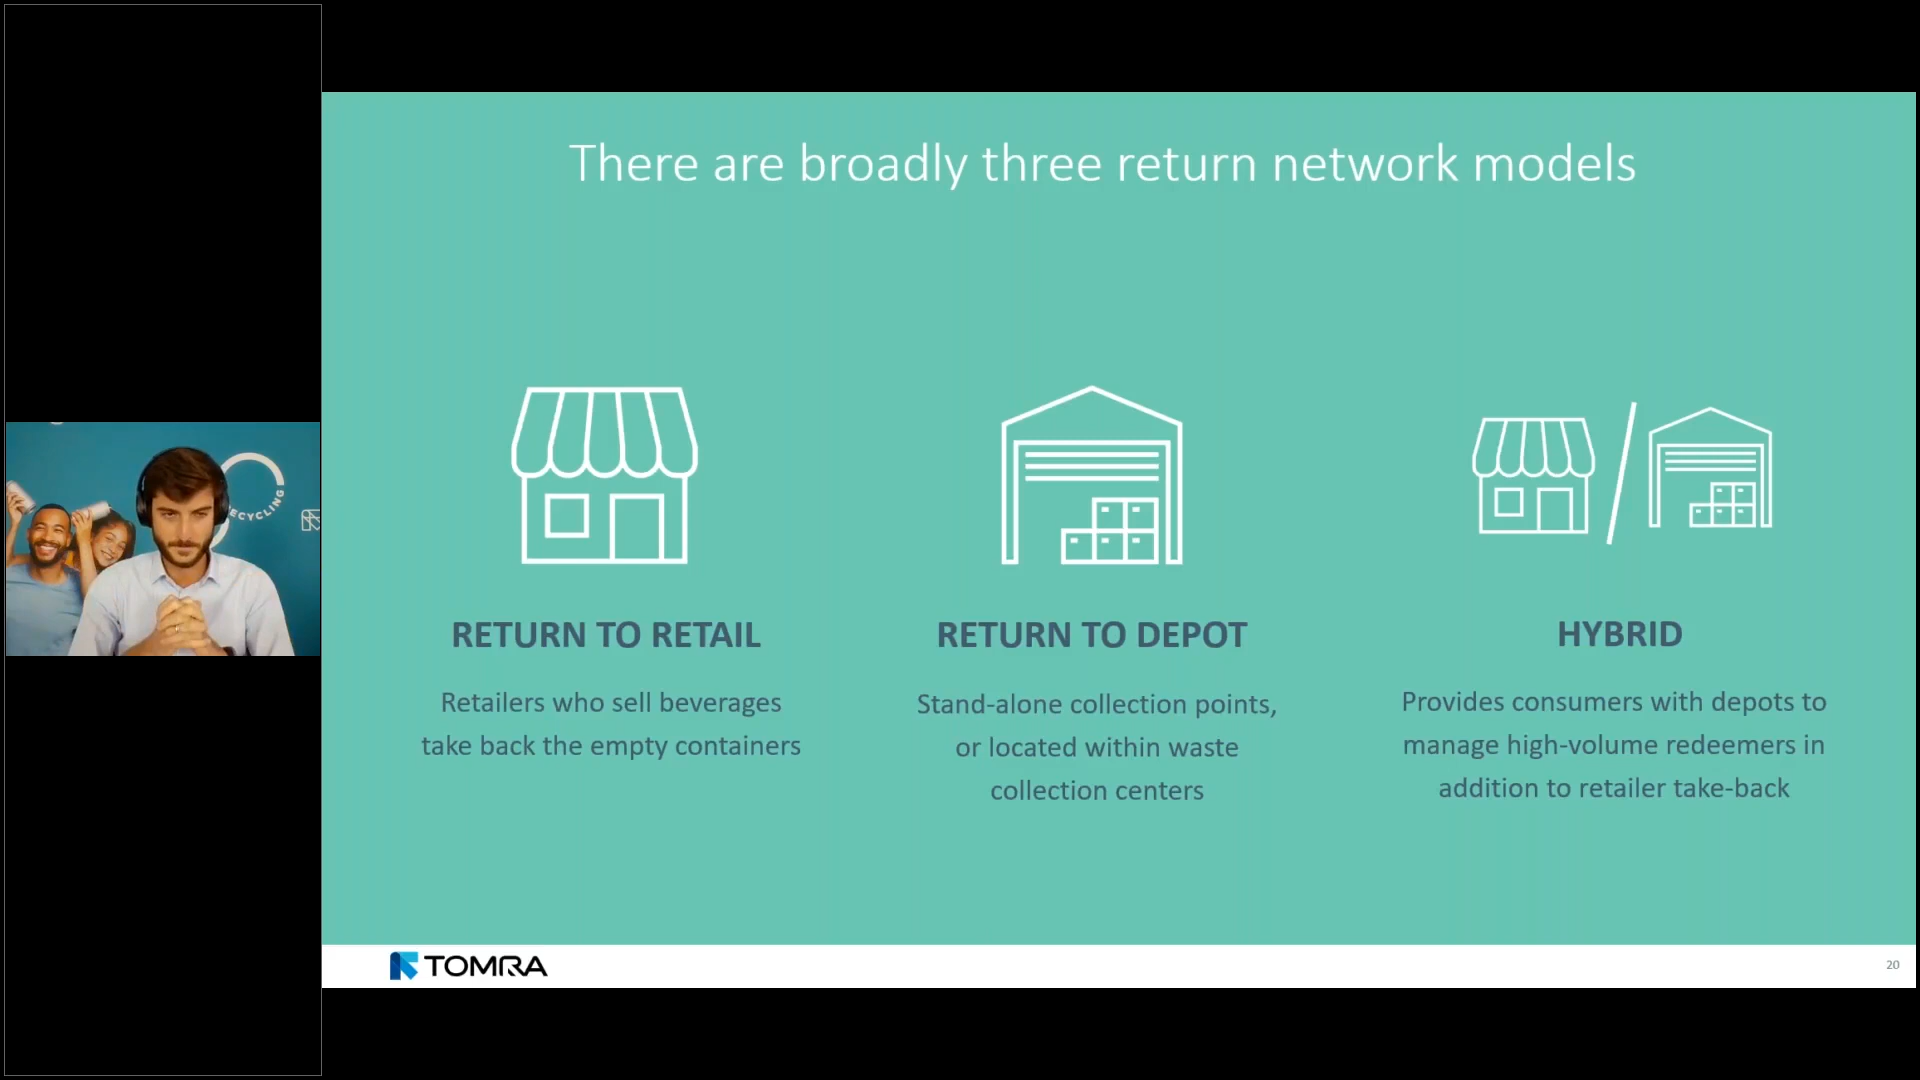 There are broadly three return network models
RETURN TO RETAIL
Retailers who sell beverages
take back the empty containers
RETURN TO DEPOT
Stand-alone collection points,
or located within waste
collection centers
HYBRID
Provides consumers with depots to
manage high-volume redeemers in
addition to retailer take-back
ECYCLING
TOMRA
20